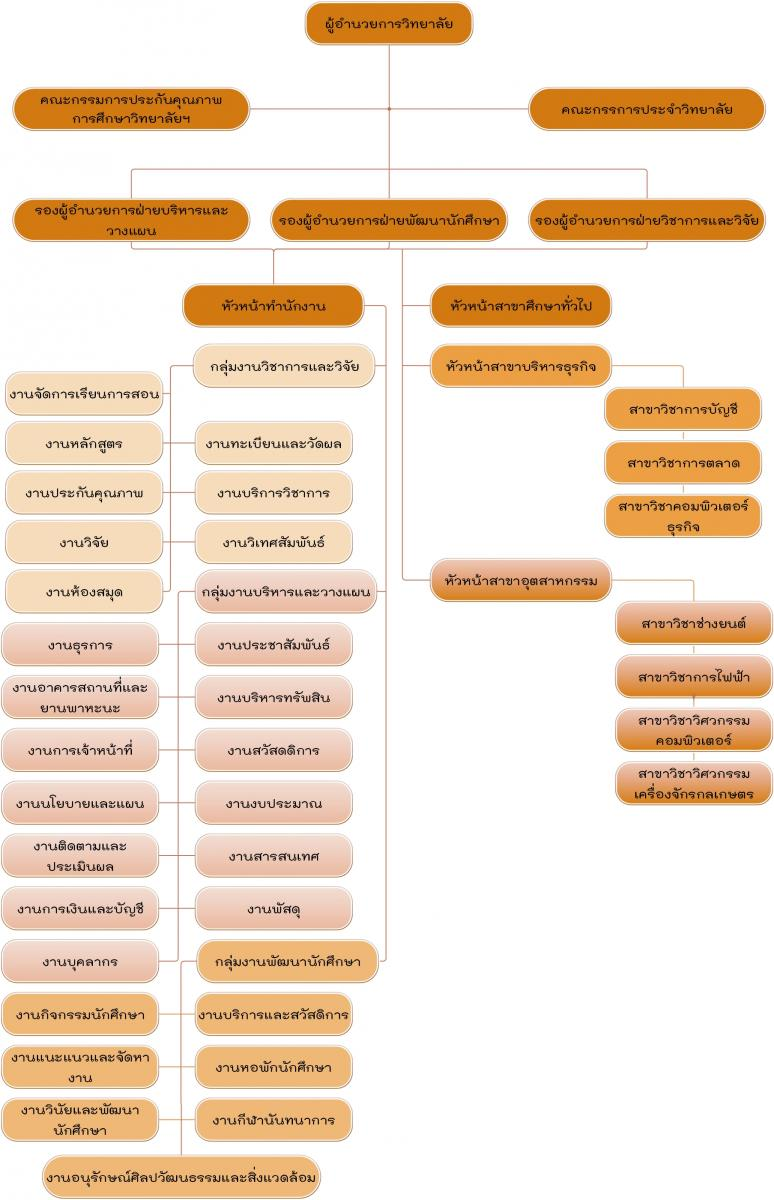 ผู้อำนวยการวิทยาลัย
คณะกรรมการประกันคุณภาพ
การศึกษาวิทยาลัยฯ
คณะกรรการประจำวิทยาลัย
รองผู้อำนวยการฝ่ายบริหารและ
วางแผน
รองผู้อำนวยการฝ่ายพัฒนานักศึกษา
รองผู้อำนวยการฝ่ายวิชาการและวิจัย
หัวหน้าทำนักงาน
หัวหน้าสาขาศึกษาทั่วไป
กลุ่มงานวิชาการและวิจัย
หัวหน้าสาขาบริหารธุรกิจ
งานจัดการเรียนการสอน
สาขาวิชาการบัญชี
งานหลักสูตร
งานทะเบียนและวัดผล
สาขาวิชาการตลาด
งานประกันคุณภาพ
งานบริการวิชาการ
สาขาวิชาคอมพิวเตอร์
ธุรกิจ
งานวิจัย
งานวิเทศสัมพันธ์
งานห้องสมุด
กลุ่มงานบริหารและวางแผน
หัวหน้าสาขาอุตสาหกรรม
งานธุรการ
งานประชาสัมพันธ์
สาขาวิชาช่างยนต์
งานอาคารสถานที่และ
ยานพาหะนะ
งานบริหารทรัพสิน
สาขาวิชาการไฟฟ้า
งานการเจ้าหน้าที่
งานสวัสดดิการ
สาขาวิชาวิศวกรรม
คอมพิวเตอร์
งานนโยบายและแผน
งานงบประมาณ
สาขาวิชาวิศวกรรม
เครื่องจักรกลเกษตร
งานติดตามและ
ประเมินผล
งานสารสนเทศ
งานการเงินและบัญชี
งานพัสดุ
งานบุคลากร
กลุ่มงานพัฒนานักศึกษา
งานกิจกรรมนักศึกษา
งานบริการและสวัสดิการ
งานแนะแนวและจัดหา
งาน
งานหอพักนักศึกษา
งานวินัยและพัฒนา
นักศึกษา
งานกีฬานันทนาการ
งานอนุรักษณ์ศิลปวัฒนธรรมและสิ่งแวดล้อม